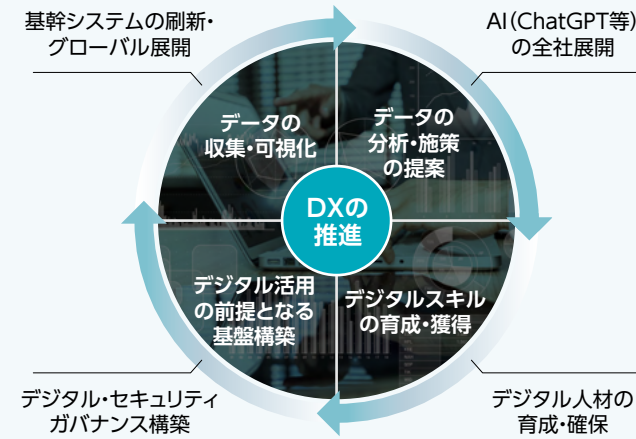 基幹システムの刷新・
グローバル展開
AI（ChatGPT等）
の全社展開
データの
収集・可視化
データの
分析・施策
の提案
DXの
推進
デジタル活用
の前提となる
基盤構築
デジタルスキル
の育成・獲得
デジタル・セキュリティ
ガバナンス構築
デジタル人材の
育成・確保